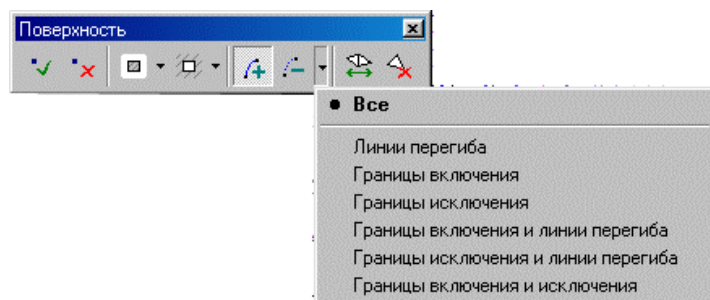 Поверхность
Все
Линии перегиба
Границы включения
Границы исключения
Границы включения и линии перегиба
Границы исключения и линии перегиба
Границы включения и исключения